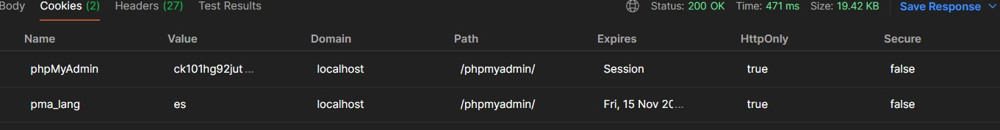 Body Cookies (2) Headers (27) Test Results Status: 200 OK Time: 471 ms Size: 19.42 KB Save Response
Name Value Domain Path Expires HttpOnly Secure
phpMyAdmin ck101hg92jut... localhost /phpmyadmin/ Session true false
pma_lang es localhost /phpmyadmin/ Fri, 15 Nov 20... true false